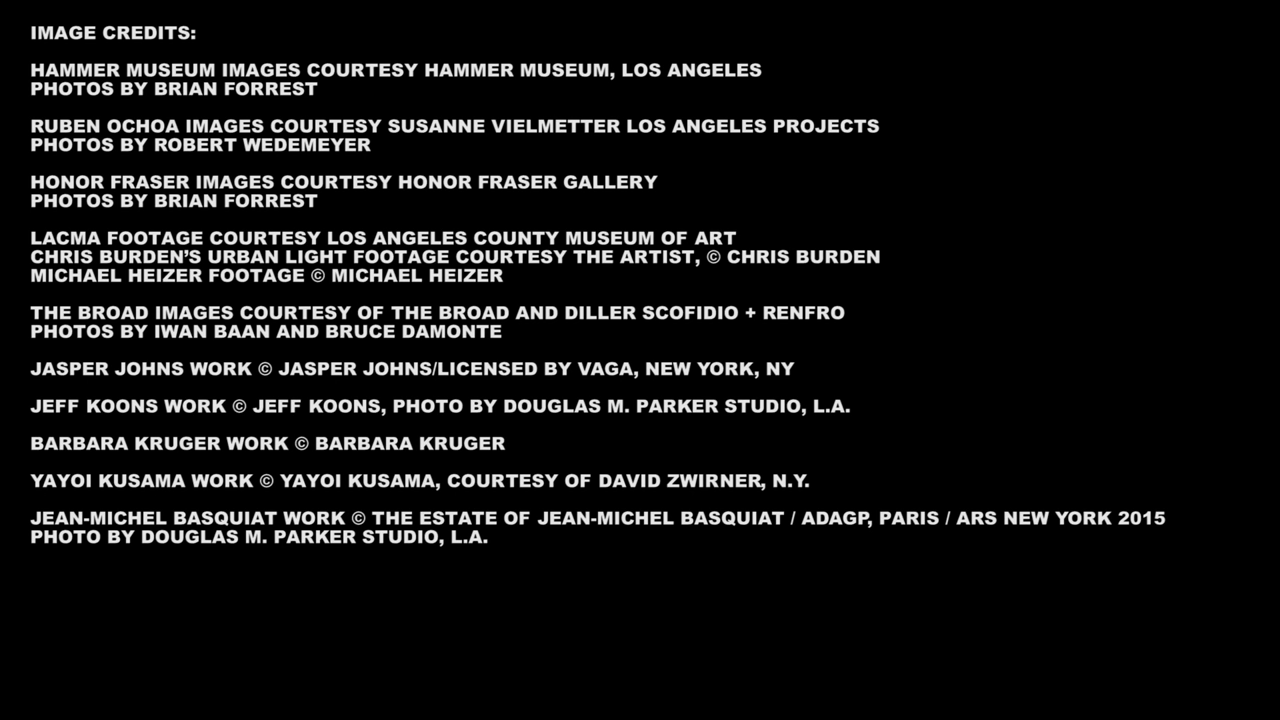 IMAGE CREDITS:
HAMMER MUSEUM IMAGES COURTESY HAMMER MUSEUM, LOS ANGELES
PHOTOS BY BRIAN FORREST
RUBEN OCHOA IMAGES COURTESY SUSANNE VIELMETTER LOS ANGELES PROJECTS
PHOTOS BY ROBERT WEDEMEYER
HONOR FRASER IMAGES COURTESY HONOR FRASER GALLERY
PHOTOS BY BRIAN FORREST
LACMA FOOTAGE COURTESY LOS ANGELES COUNTY MUSEUM OF ART
CHRIS BURDEN’S URBAN LIGHT FOOTAGE COURTESY THE ARTIST, © CHRIS BURDEN
MICHAEL HEIZER FOOTAGE © MICHAEL HEIZER
THE BROAD IMAGES COURTESY OF THE BROAD AND DILLER SCOFIDIO + RENFRO
PHOTOS BY IWAN BAAN AND BRUCE DAMONTE
JASPER JOHNS WORK © JASPER JOHNS/LICENSED BY VAGA, NEW YORK, NY
JEFF KOONS WORK © JEFF KOONS, PHOTO BY DOUGLAS M. PARKER STUDIO, L.A.
BARBARA KRUGER WORK © BARBARA KRUGER
YAYOI KUSAMA WORK © YAYOI KUSAMA, COURTESY OF DAVID ZWIRNER, N.Y.
JEAN-MICHEL BASQUIAT WORK © THE ESTATE OF JEAN-MICHEL BASQUIAT / ADAGP, PARIS / ARS NEW YORK 2015
PHOTO BY DOUGLAS M. PARKER STUDIO, L.A.